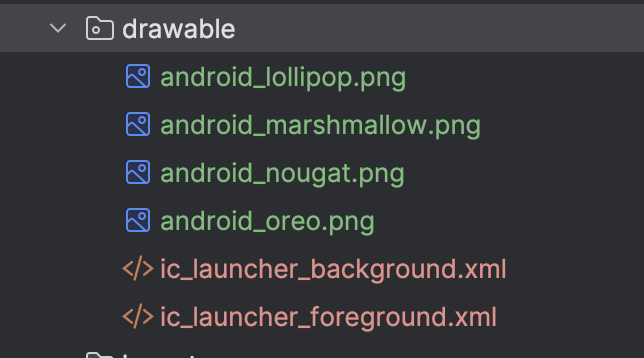 drawable
android_lollipop.png
android_marshmallow.png
android_nougat.png
android_oreo.png
ic_launcher_background.xml
ic_launcher_foreground.xml